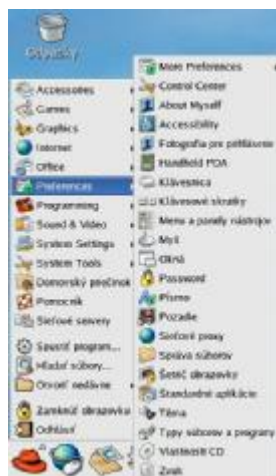 Odpadky
Accessories
Games
Graphics
Internet
Office
Preferences
Programming
Sound & Video
System Settings
System Tools
Domovský priečinok
Pomocník
Sieťové servery
Spustiť program...
Hľadať súbory...
Otvoriť nedávne
Zamknúť obrazovku
Odhlásiť
More Preferences
Control Center
About Myself
Accessibility
Fotografia pre prihlásenie
Handheld PDA
Klávesnica
Klávesové skratky
Menu a panely nástrojov
Myš
Okná
Password
Písmo
Pozadie
Sieťové proxy
Správa súborov
Šetrič obrazovky
Štandardné aplikácie
Téma
Typy súborov a programy
Vlastnosti CD
Zvuk